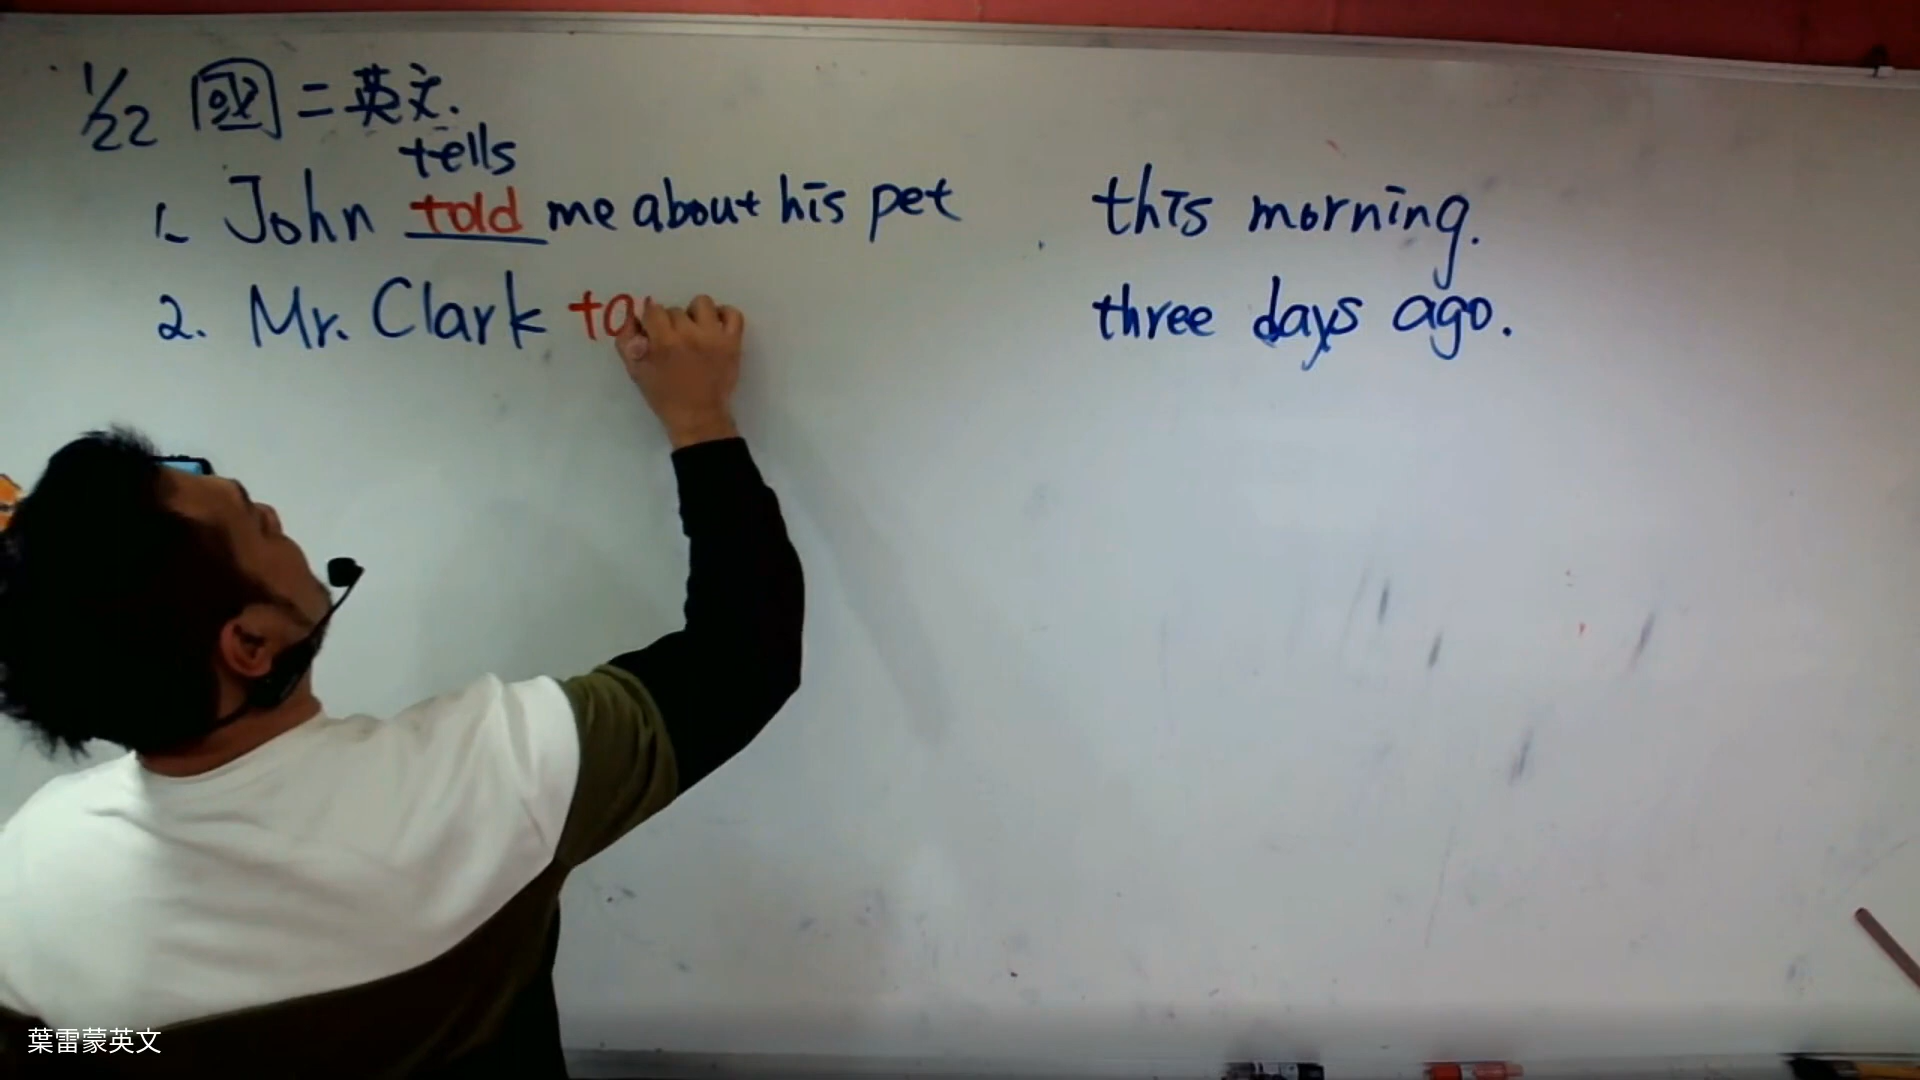 1/22 國二英文.
tells
1. John told me about his pet this morning.
2. Mr. Clark ta three days ago.
葉雷蒙英文